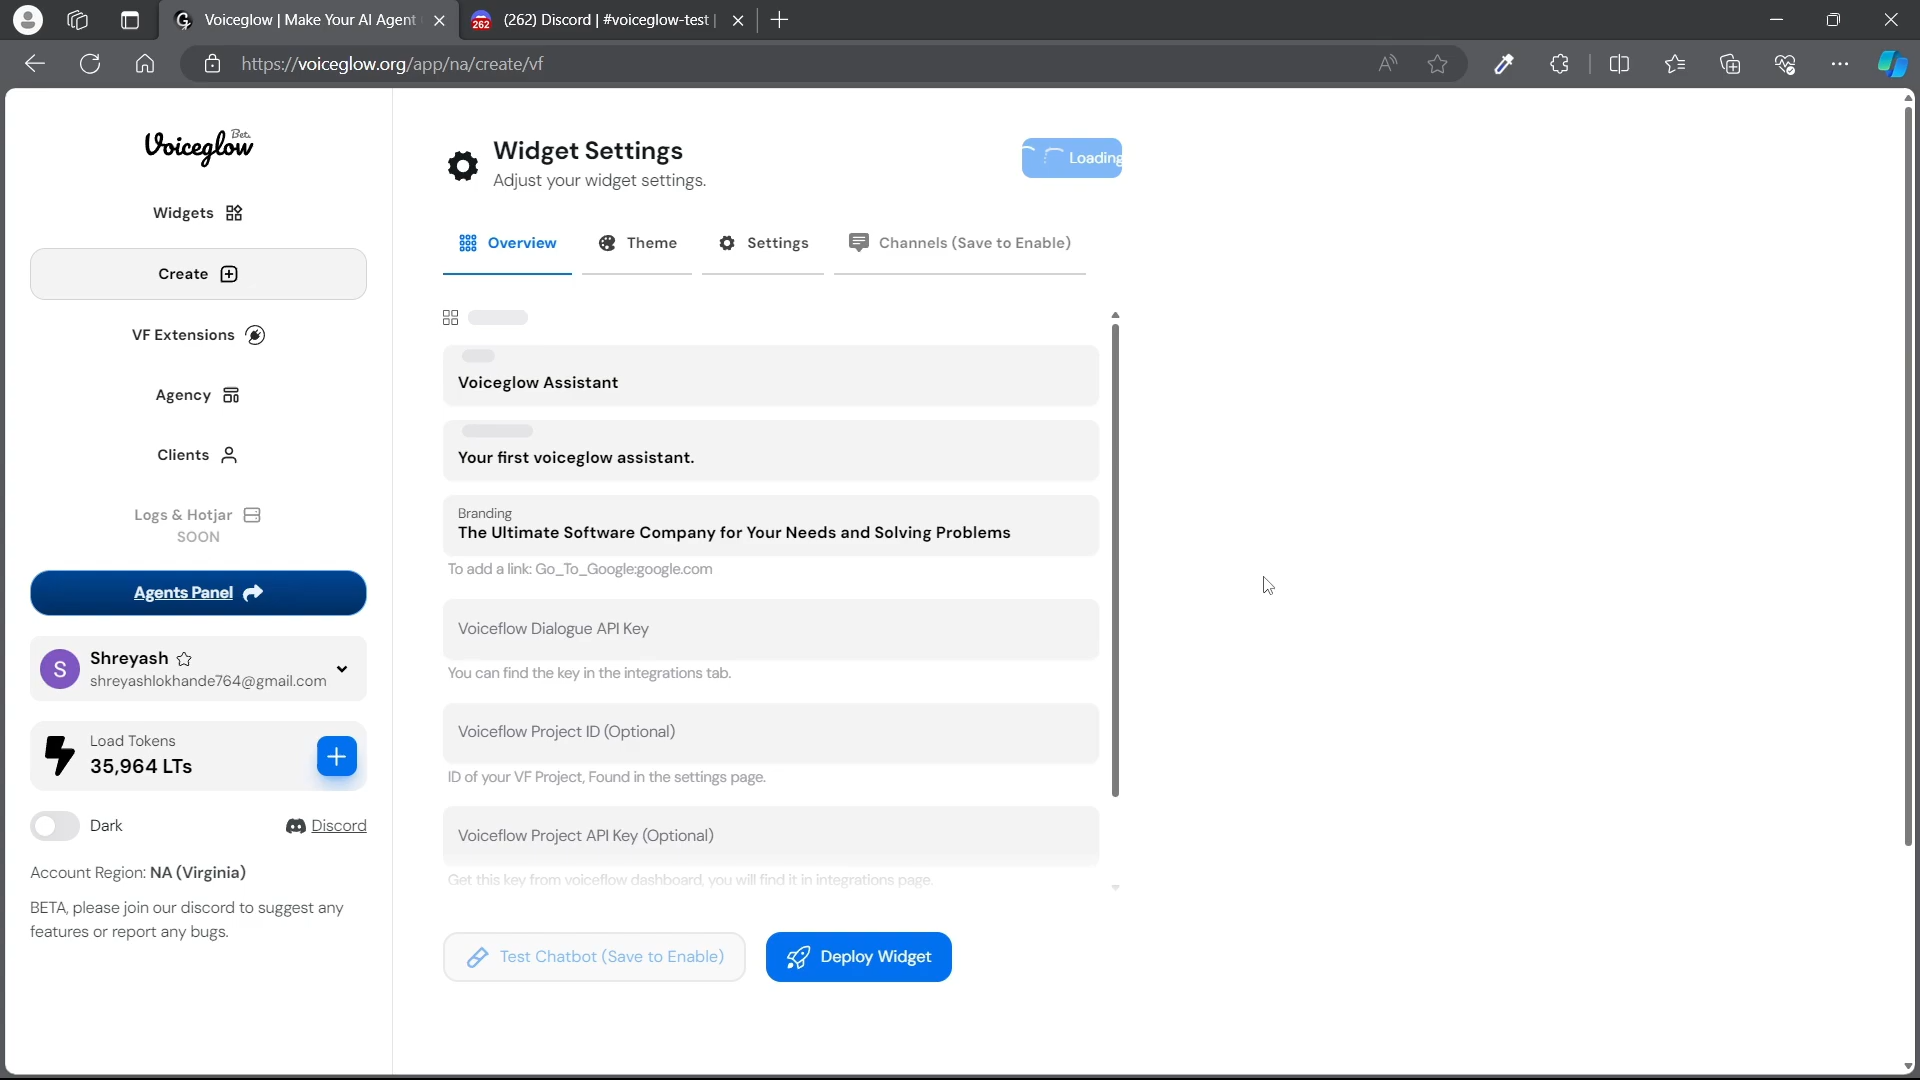 Voiceglow | Make Your AI Agent
262
(262) Discord | #voiceglow-test |
https://voiceglow.org/app/na/create/vf
Voiceglow Beta
Widgets
Create
VF Extensions
Agency
Clients
Logs & Hotjar
SOON
Agents Panel
S
Shreyash
shreyashlokhande764@gmail.com
Load Tokens
35,964 LTs
Dark
Discord
Account Region: NA (Virginia)
BETA, please join our discord to suggest any
features or report any bugs.
Widget Settings
Adjust your widget settings.
Loading
Overview
Theme
Settings
Channels (Save to Enable)
Voiceglow Assistant
Your first voiceglow assistant.
Branding
The Ultimate Software Company for Your Needs and Solving Problems
To add a link: Go_To_Google:google.com
Voiceflow Dialogue API Key
You can find the key in the integrations tab.
Voiceflow Project ID (Optional)
ID of your VF Project, Found in the settings page.
Voiceflow Project API Key (Optional)
Get this key from voiceflow dashboard, you will find it in integrations page.
Test Chatbot (Save to Enable)
Deploy Widget